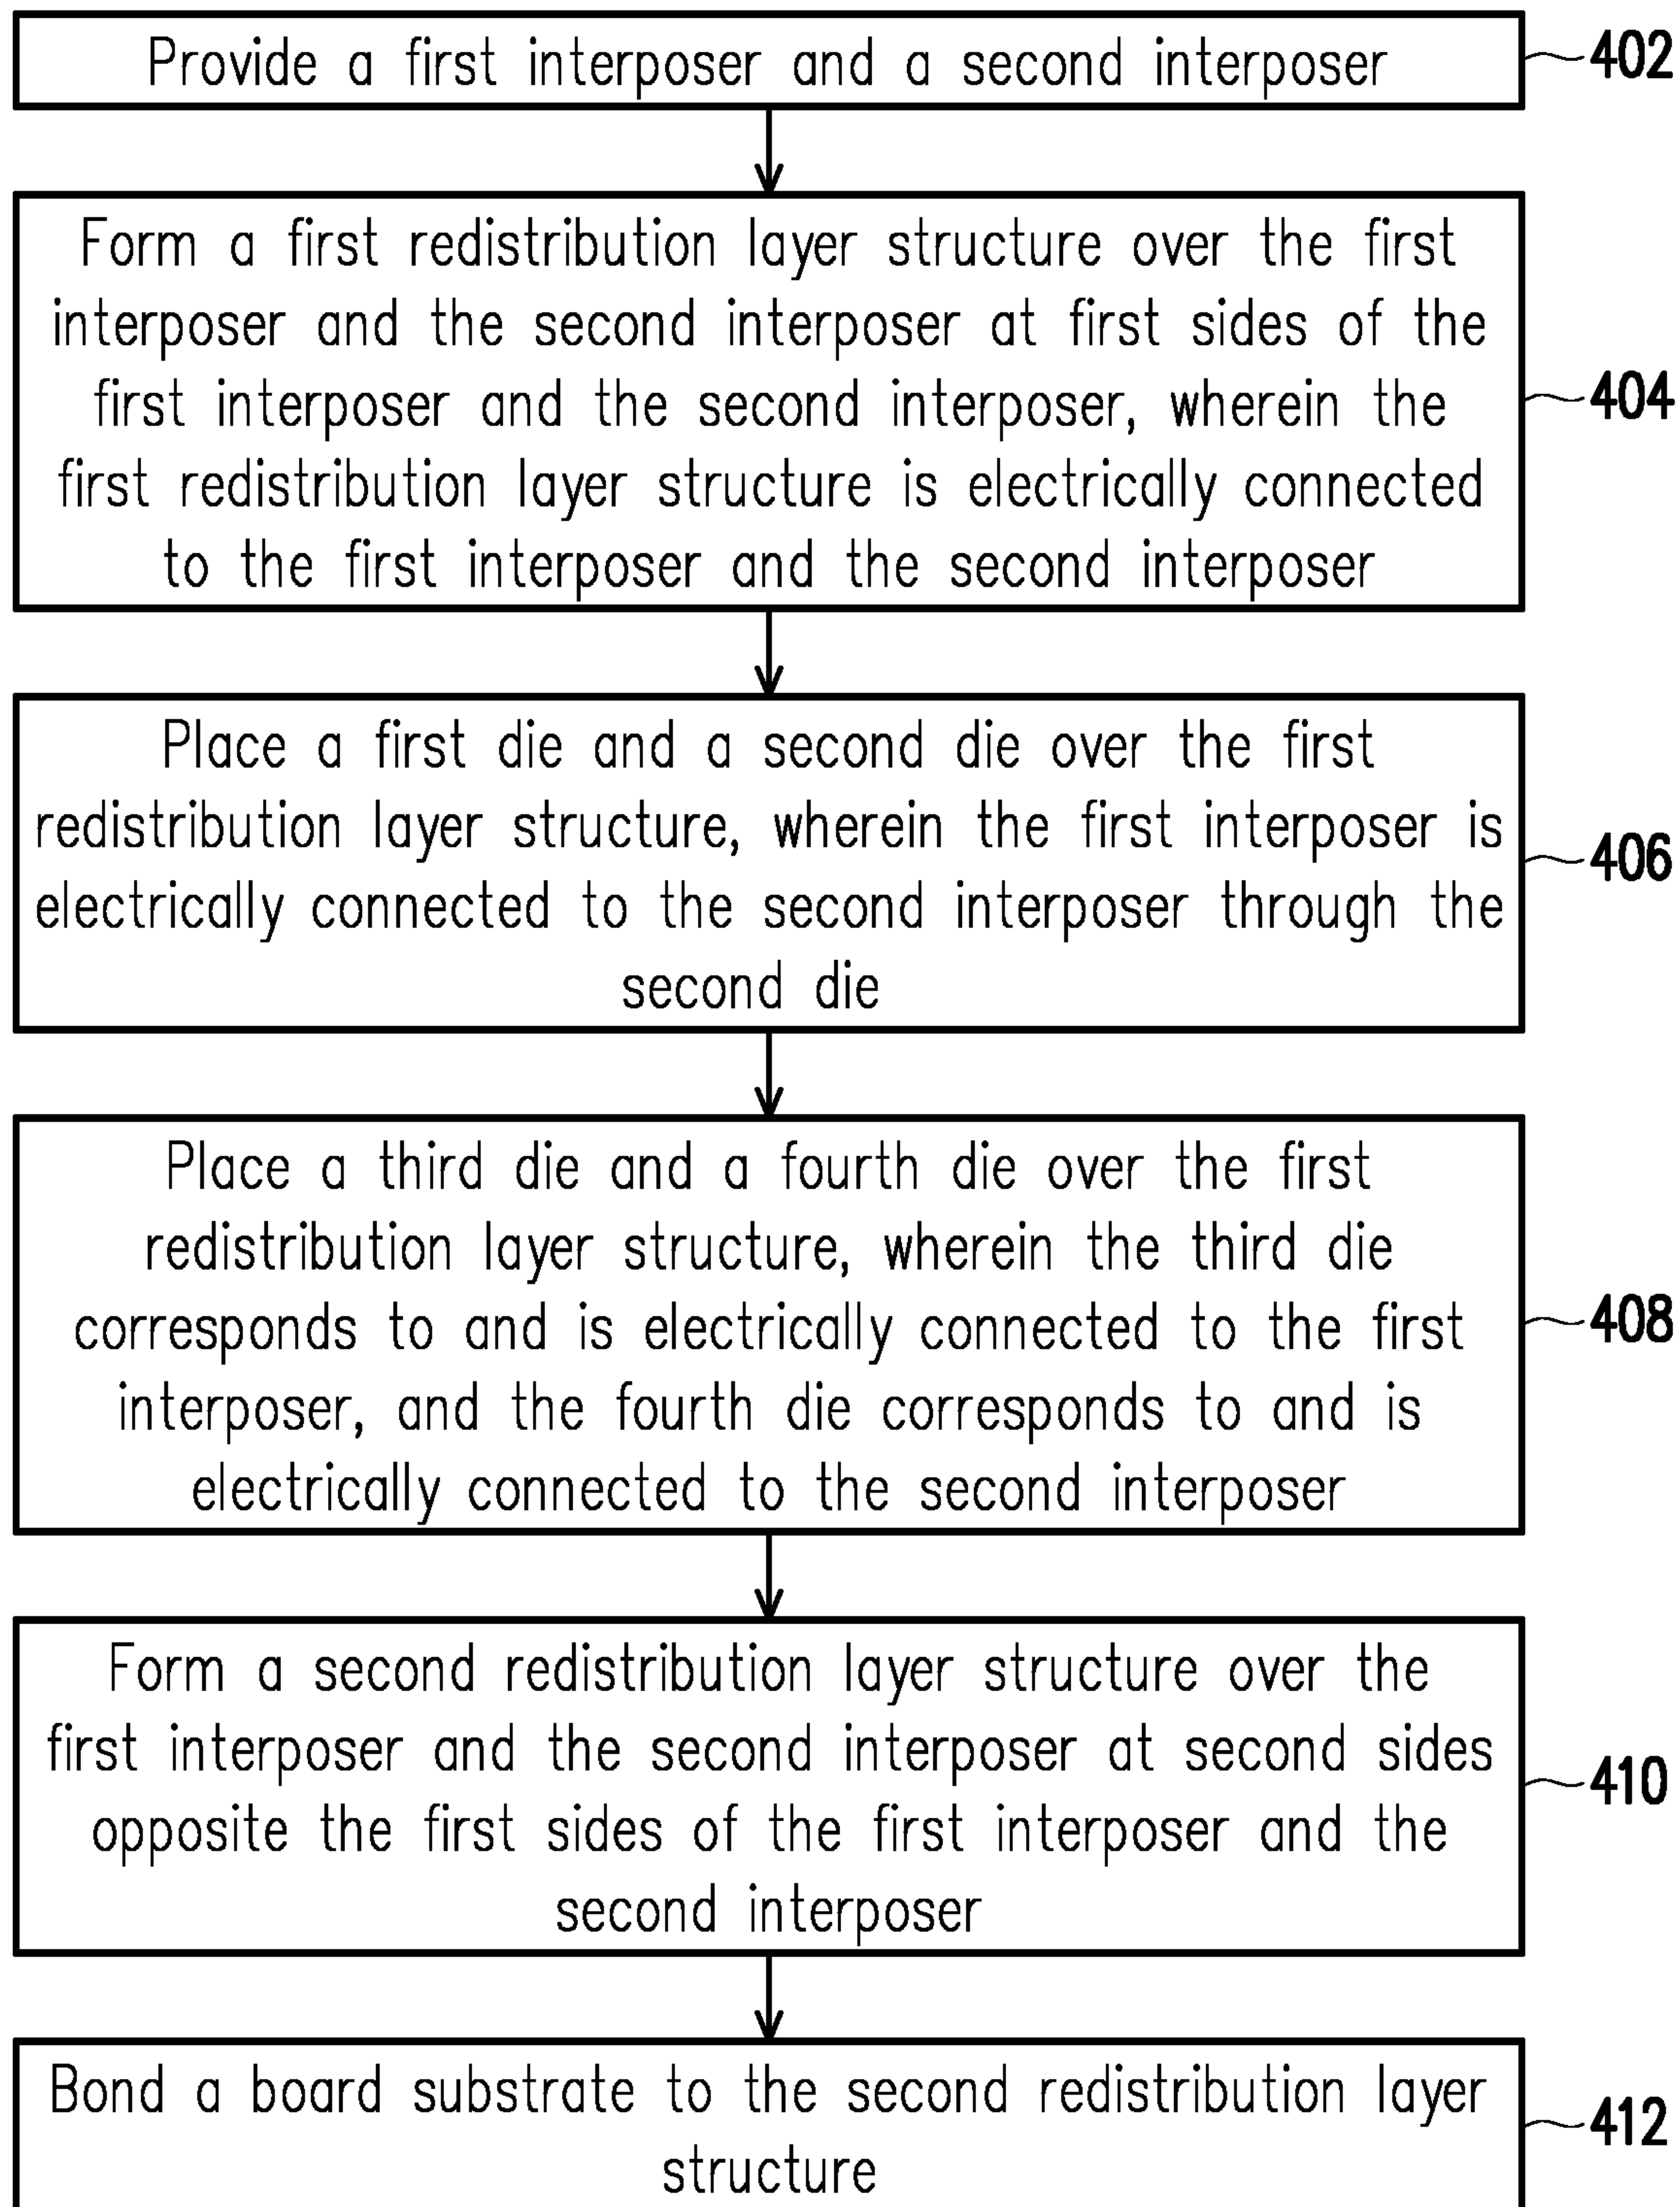 Provide a first interposer and a second interposer
402
Form a first redistribution layer structure over the first
interposer and the second interposer at first sides of the
first interposer and the second interposer, wherein the
first redistribution layer structure is electrically connected
to the first interposer and the second interposer
404
Place a first die and a second die over the first
redistribution layer structure, wherein the first interposer is
electrically connected to the second interposer through the
second die
406
Place a third die and a fourth die over the first
redistribution layer structure, wherein the third die
corresponds to and is electrically connected to the first
interposer, and the fourth die corresponds to and is
electrically connected to the second interposer
408
Form a second redistribution layer structure over the
first interposer and the second interposer at second sides
opposite the first sides of the first interposer and the
second interposer
410
Bond a board substrate to the second redistribution layer
structure
412